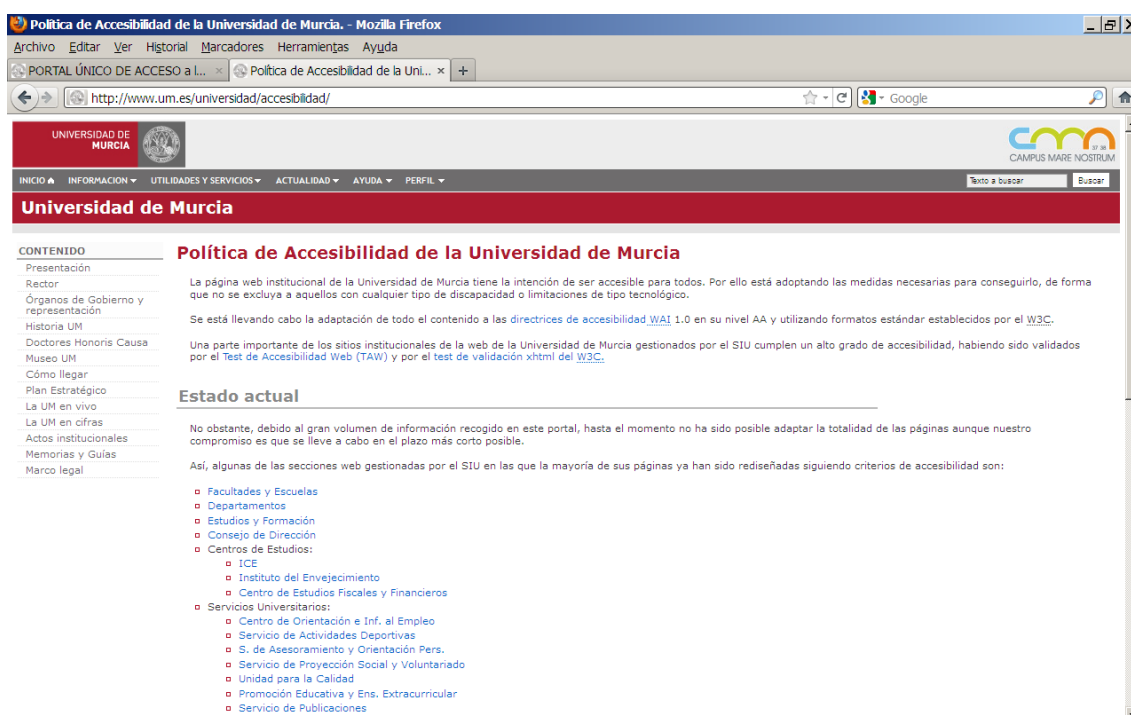 Política de Accesibilidad de la Universidad de Murcia. - Mozilla Firefox
Archivo Editar Ver Historial Marcadores Herramientas Ayuda
PORTAL ÚNICO DE ACCESO a l... × Política de Accesibilidad de la Uni... × +
http://www.um.es/universidad/accesibilidad/ Google
UNIVERSIDAD DE
MURCIA
37 38
CAMPUS MARE NOSTRUM
INICIO INFORMACION UTILIDADES Y SERVICIOS ACTUALIDAD AYUDA PERFIL Texto a buscar Buscar
Universidad de Murcia
CONTENIDO
Presentación
Rector
Órganos de Gobierno y
representación
Historia UM
Doctores Honoris Causa
Museo UM
Cómo llegar
Plan Estratégico
La UM en vivo
La UM en cifras
Actos institucionales
Memorias y Guías
Marco legal
Política de Accesibilidad de la Universidad de Murcia
La página web institucional de la Universidad de Murcia tiene la intención de ser accesible para todos. Por ello está adoptando las medidas necesarias para conseguirlo, de forma
que no se excluya a aquellos con cualquier tipo de discapacidad o limitaciones de tipo tecnológico.
Se está llevando cabo la adaptación de todo el contenido a las directrices de accesibilidad WAI 1.0 en su nivel AA y utilizando formatos estándar establecidos por el W3C.
Una parte importante de los sitios institucionales de la web de la Universidad de Murcia gestionados por el SIU cumplen un alto grado de accesibilidad, habiendo sido validados
por el Test de Accesibilidad Web (TAW) y por el test de validación xhtml del W3C.
Estado actual
No obstante, debido al gran volumen de información recogido en este portal, hasta el momento no ha sido posible adaptar la totalidad de las páginas aunque nuestro
compromiso es que se lleve a cabo en el plazo más corto posible.
Así, algunas de las secciones web gestionadas por el SIU en las que la mayoría de sus páginas ya han sido rediseñadas siguiendo criterios de accesibilidad son:
Facultades y Escuelas
Departamentos
Estudios y Formación
Consejo de Dirección
Centros de Estudios:
ICE
Instituto del Envejecimiento
Centro de Estudios Fiscales y Financieros
Servicios Universitarios:
Centro de Orientación e Inf. al Empleo
Servicio de Actividades Deportivas
S. de Asesoramiento y Orientación Pers.
Servicio de Proyección Social y Voluntariado
Unidad para la Calidad
Promoción Educativa y Ens. Extracurricular
Servicio de Publicaciones